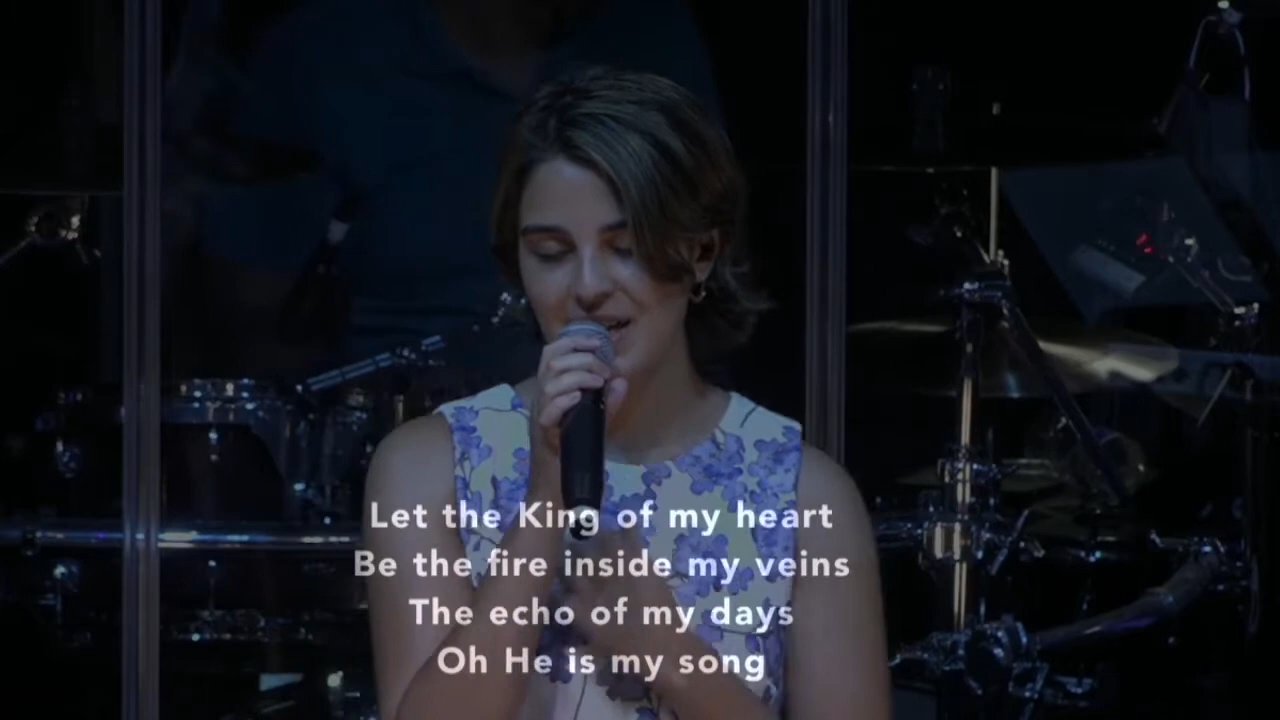 Let the King of my heart
Be the fire inside my veins
The echo of my days
Oh He is my song